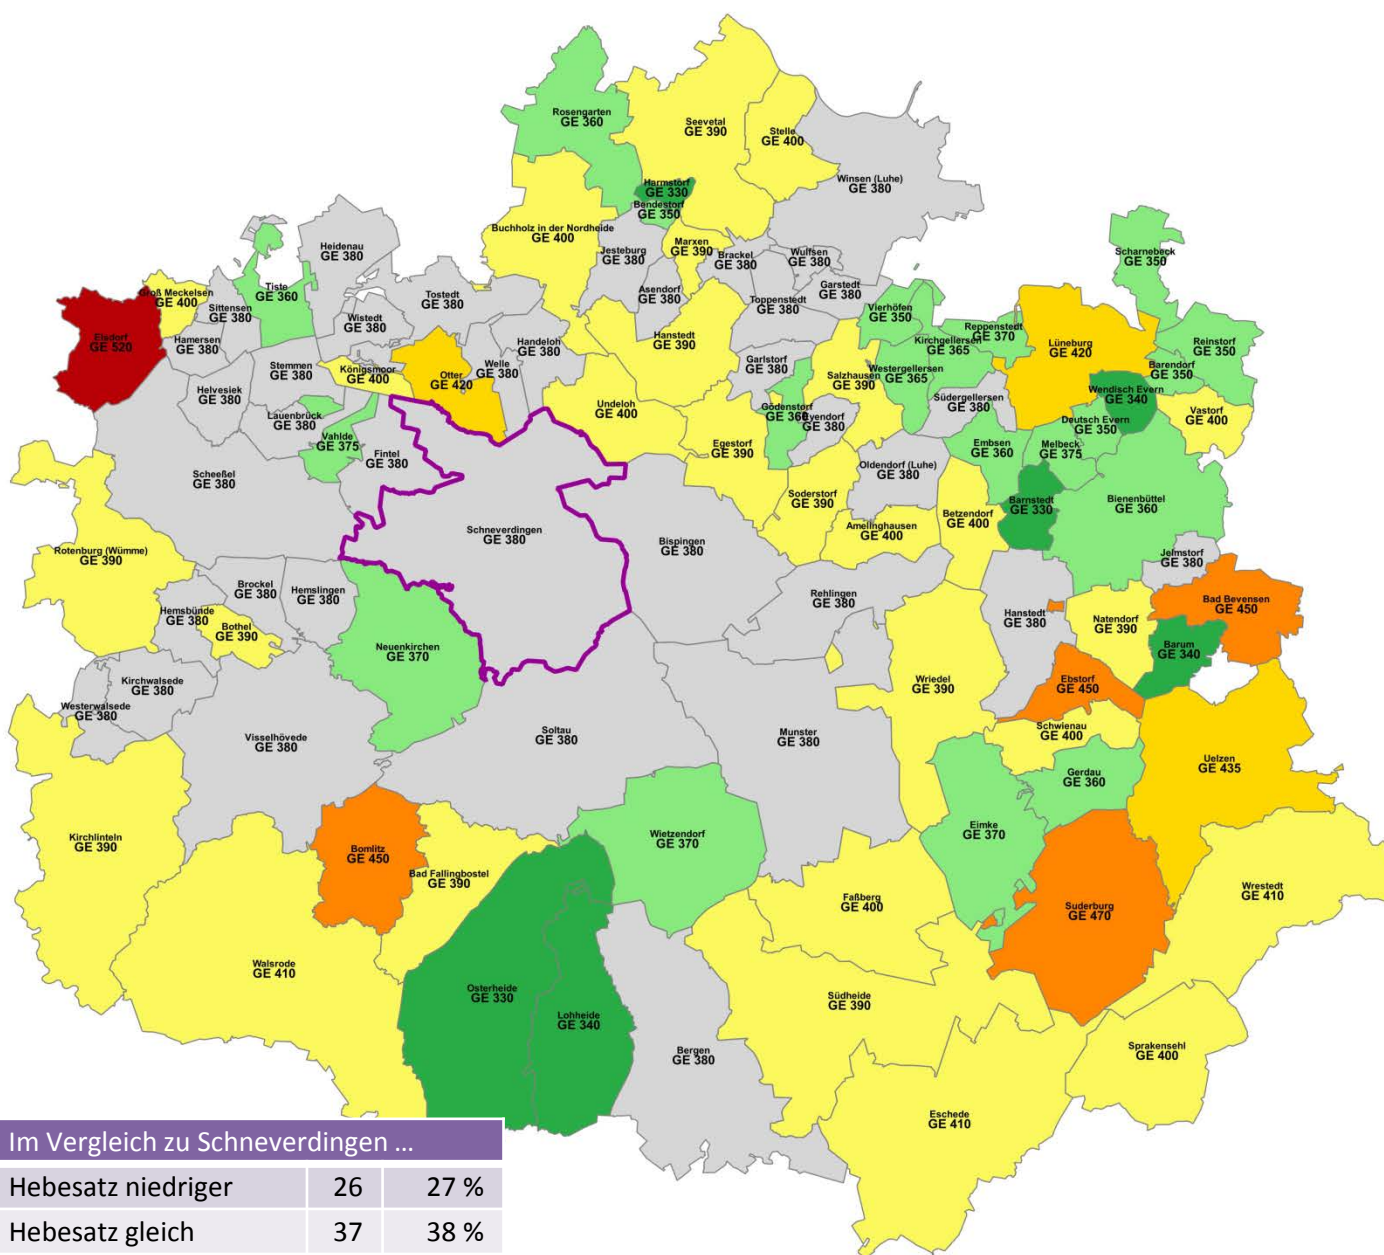 Rosengarten
GE 360
Seevetal
GE 390
Stelle
GE 400
Winsen (Luhe)
GE 380
Harmstorf
GE 330
Bendestorf
GE 350
Buchholz in der Nordheide
GE 400
Jesteburg
GE 380
Marxen
GE 390
Brackel
GE 380
Wulfsen
GE 380
Asendorf
GE 380
Garstedt
GE 380
Toppenstedt
GE 380
Scharnebeck
GE 350
Heidenau
GE 380
Tiste
GE 360
Groß Meckelsen
GE 400
Sittensen
GE 380
Tostedt
GE 380
Wistedt
GE 380
Elsdorf
GE 520
Hamersen
GE 380
Handeloh
GE 380
Hanstedt
GE 390
Vierhöfen
GE 350
Reppenstedt
GE 370
Kirchgellersen
GE 365
Lüneburg
GE 420
Reinstorf
GE 350
Barendorf
GE 350
Stemmen
GE 380
Königsmoor
GE 400
Otter
GE 420
Welle
GE 380
Garlstorf
GE 380
Salzhausen
GE 390
Westergellersen
GE 365
Wendisch Evern
GE 340
Helvesiek
GE 380
Undeloh
GE 400
Gödenstorf
GE 360
Eyendorf
GE 380
Südergellersen
GE 380
Vastorf
GE 400
Lauenbrück
GE 380
Vahlde
GE 375
Deutsch Evern
GE 350
Fintel
GE 380
Egestorf
GE 390
Embsen
GE 360
Melbeck
GE 375
Scheeßel
GE 380
Oldendorf (Luhe)
GE 380
Soderstorf
GE 390
Barnstedt
GE 330
Bienenbüttel
GE 360
Betzendorf
GE 400
Amelinghausen
GE 400
Schneverdingen
GE 380
Bispingen
GE 380
Rotenburg (Wümme)
GE 390
Jelmstorf
GE 380
Brockel
GE 380
Hemslingen
GE 380
Rehlingen
GE 380
Hemsbünde
GE 380
Bothel
GE 390
Hanstedt
GE 380
Natendorf
GE 390
Bad Bevensen
GE 450
Neuenkirchen
GE 370
Barum
GE 340
Kirchwalsede
GE 380
Westerwalsede
GE 380
Wriedel
GE 390
Ebstorf
GE 450
Visselhövede
GE 380
Soltau
GE 380
Munster
GE 380
Schwienau
GE 400
Uelzen
GE 435
Gerdau
GE 360
Kirchlinteln
GE 390
Bomlitz
GE 450
Wietzendorf
GE 370
Eimke
GE 370
Bad Fallingbostel
GE 390
Faßberg
GE 400
Wrestedt
GE 410
Suderburg
GE 470
Walsrode
GE 410
Osterheide
GE 330
Südheide
GE 390
Lohheide
GE 340
Bergen
GE 380
Sprakensehl
GE 400
Eschede
GE 410
Im Vergleich zu Schneverdingen ...
Hebesatz niedriger 26 27 %
Hebesatz gleich 37 38 %